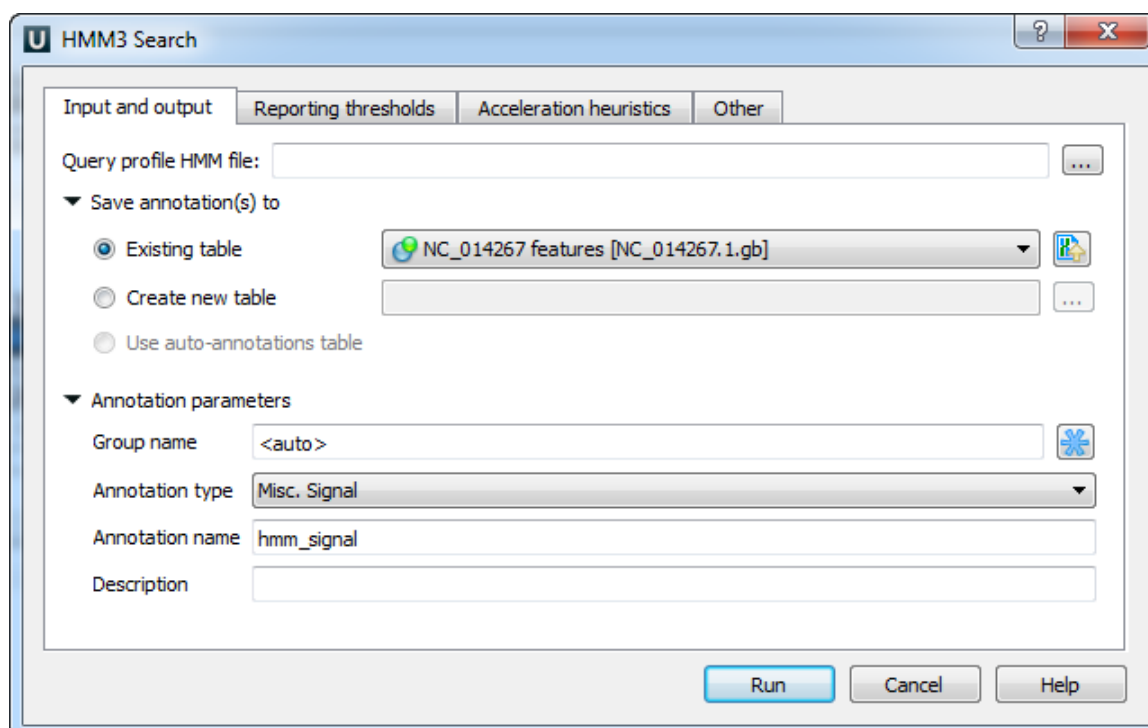 U HMM3 Search
?
Input and output Reporting thresholds Acceleration heuristics Other
Query profile HMM file: ...
Save annotation(s) to
Existing table NC_014267 features [NC_014267.1.gb]
Create new table ...
Use auto-annotations table
Annotation parameters
Group name <auto>
Annotation type Misc. Signal
Annotation name hmm_signal
Description
Run Cancel Help